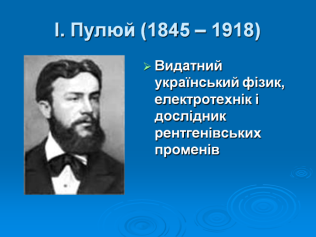 І. Пулюй (1845 – 1918)
Видатний
український фізик,
електротехнік і
дослідник
рентгенівських
променів